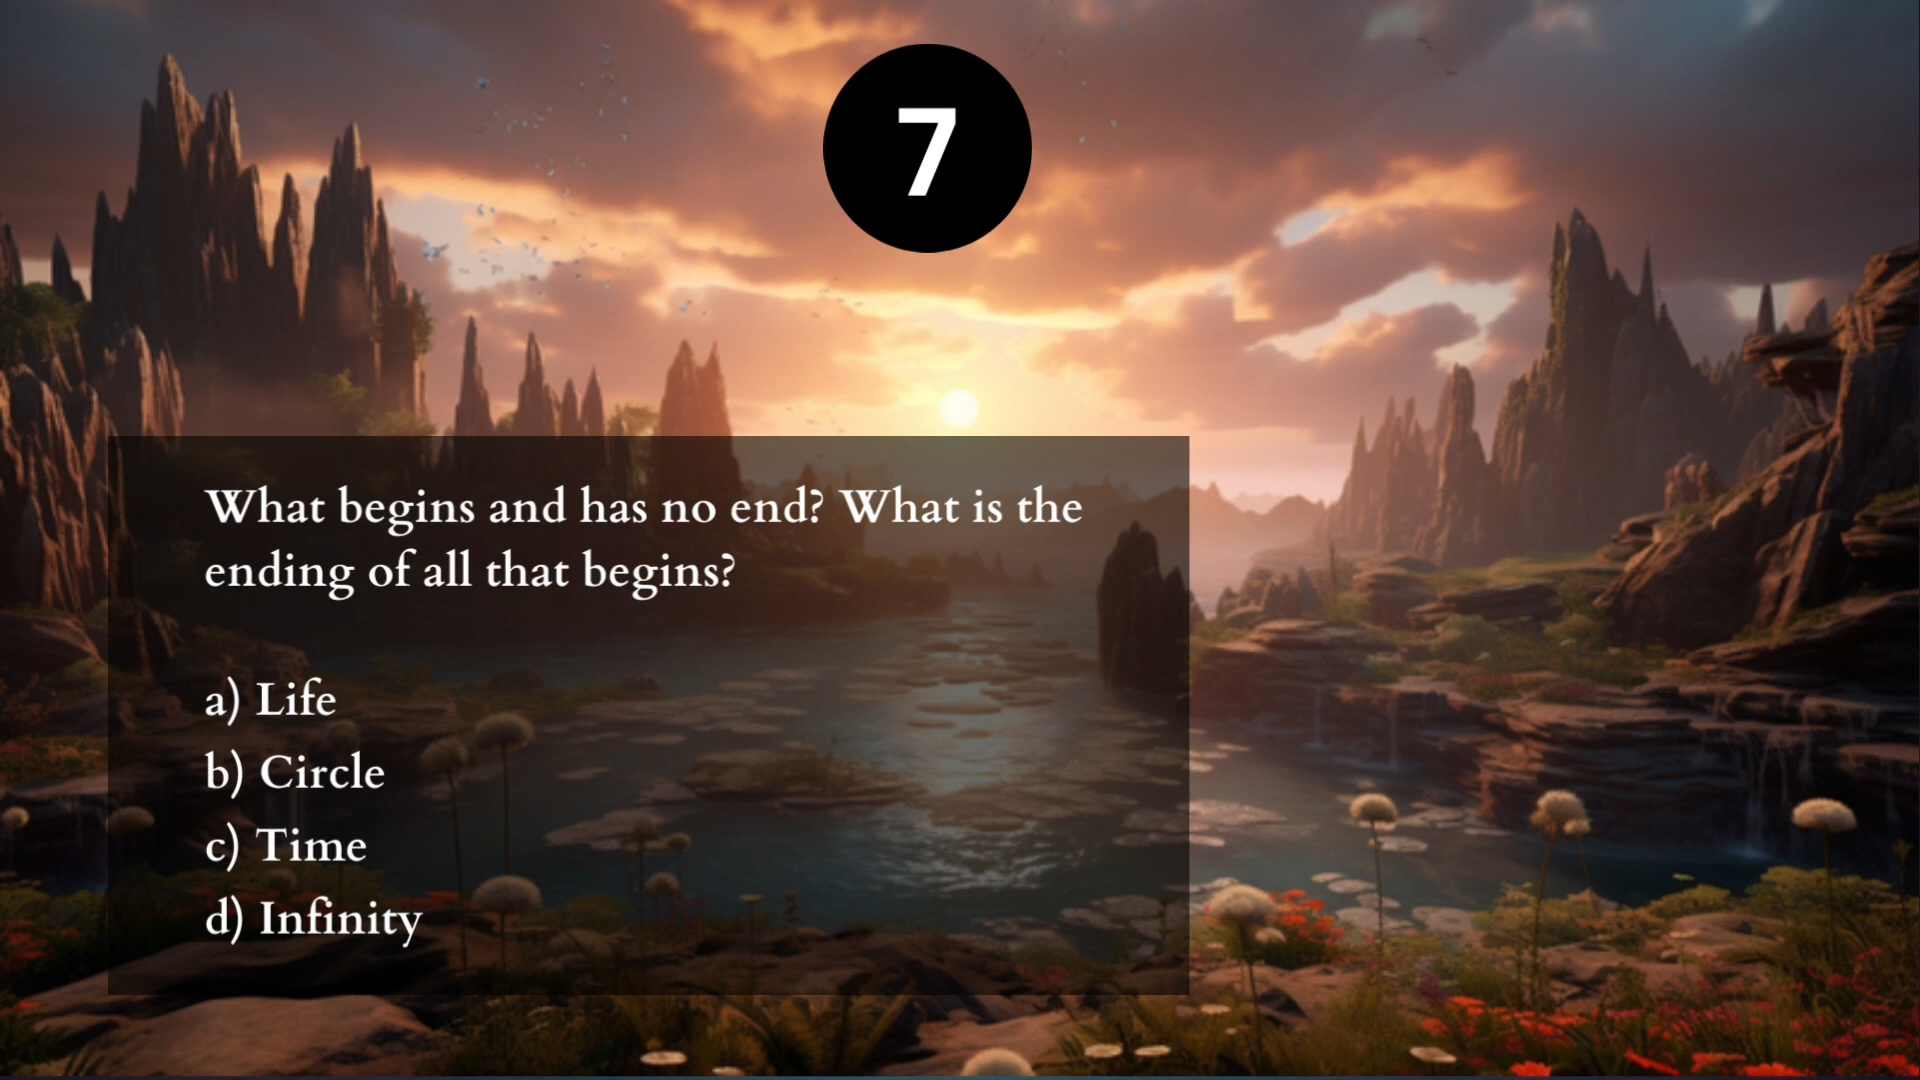 7
What begins and has no end? What is the
ending of all that begins?
a) Life
b) Circle
c) Time
d) Infinity